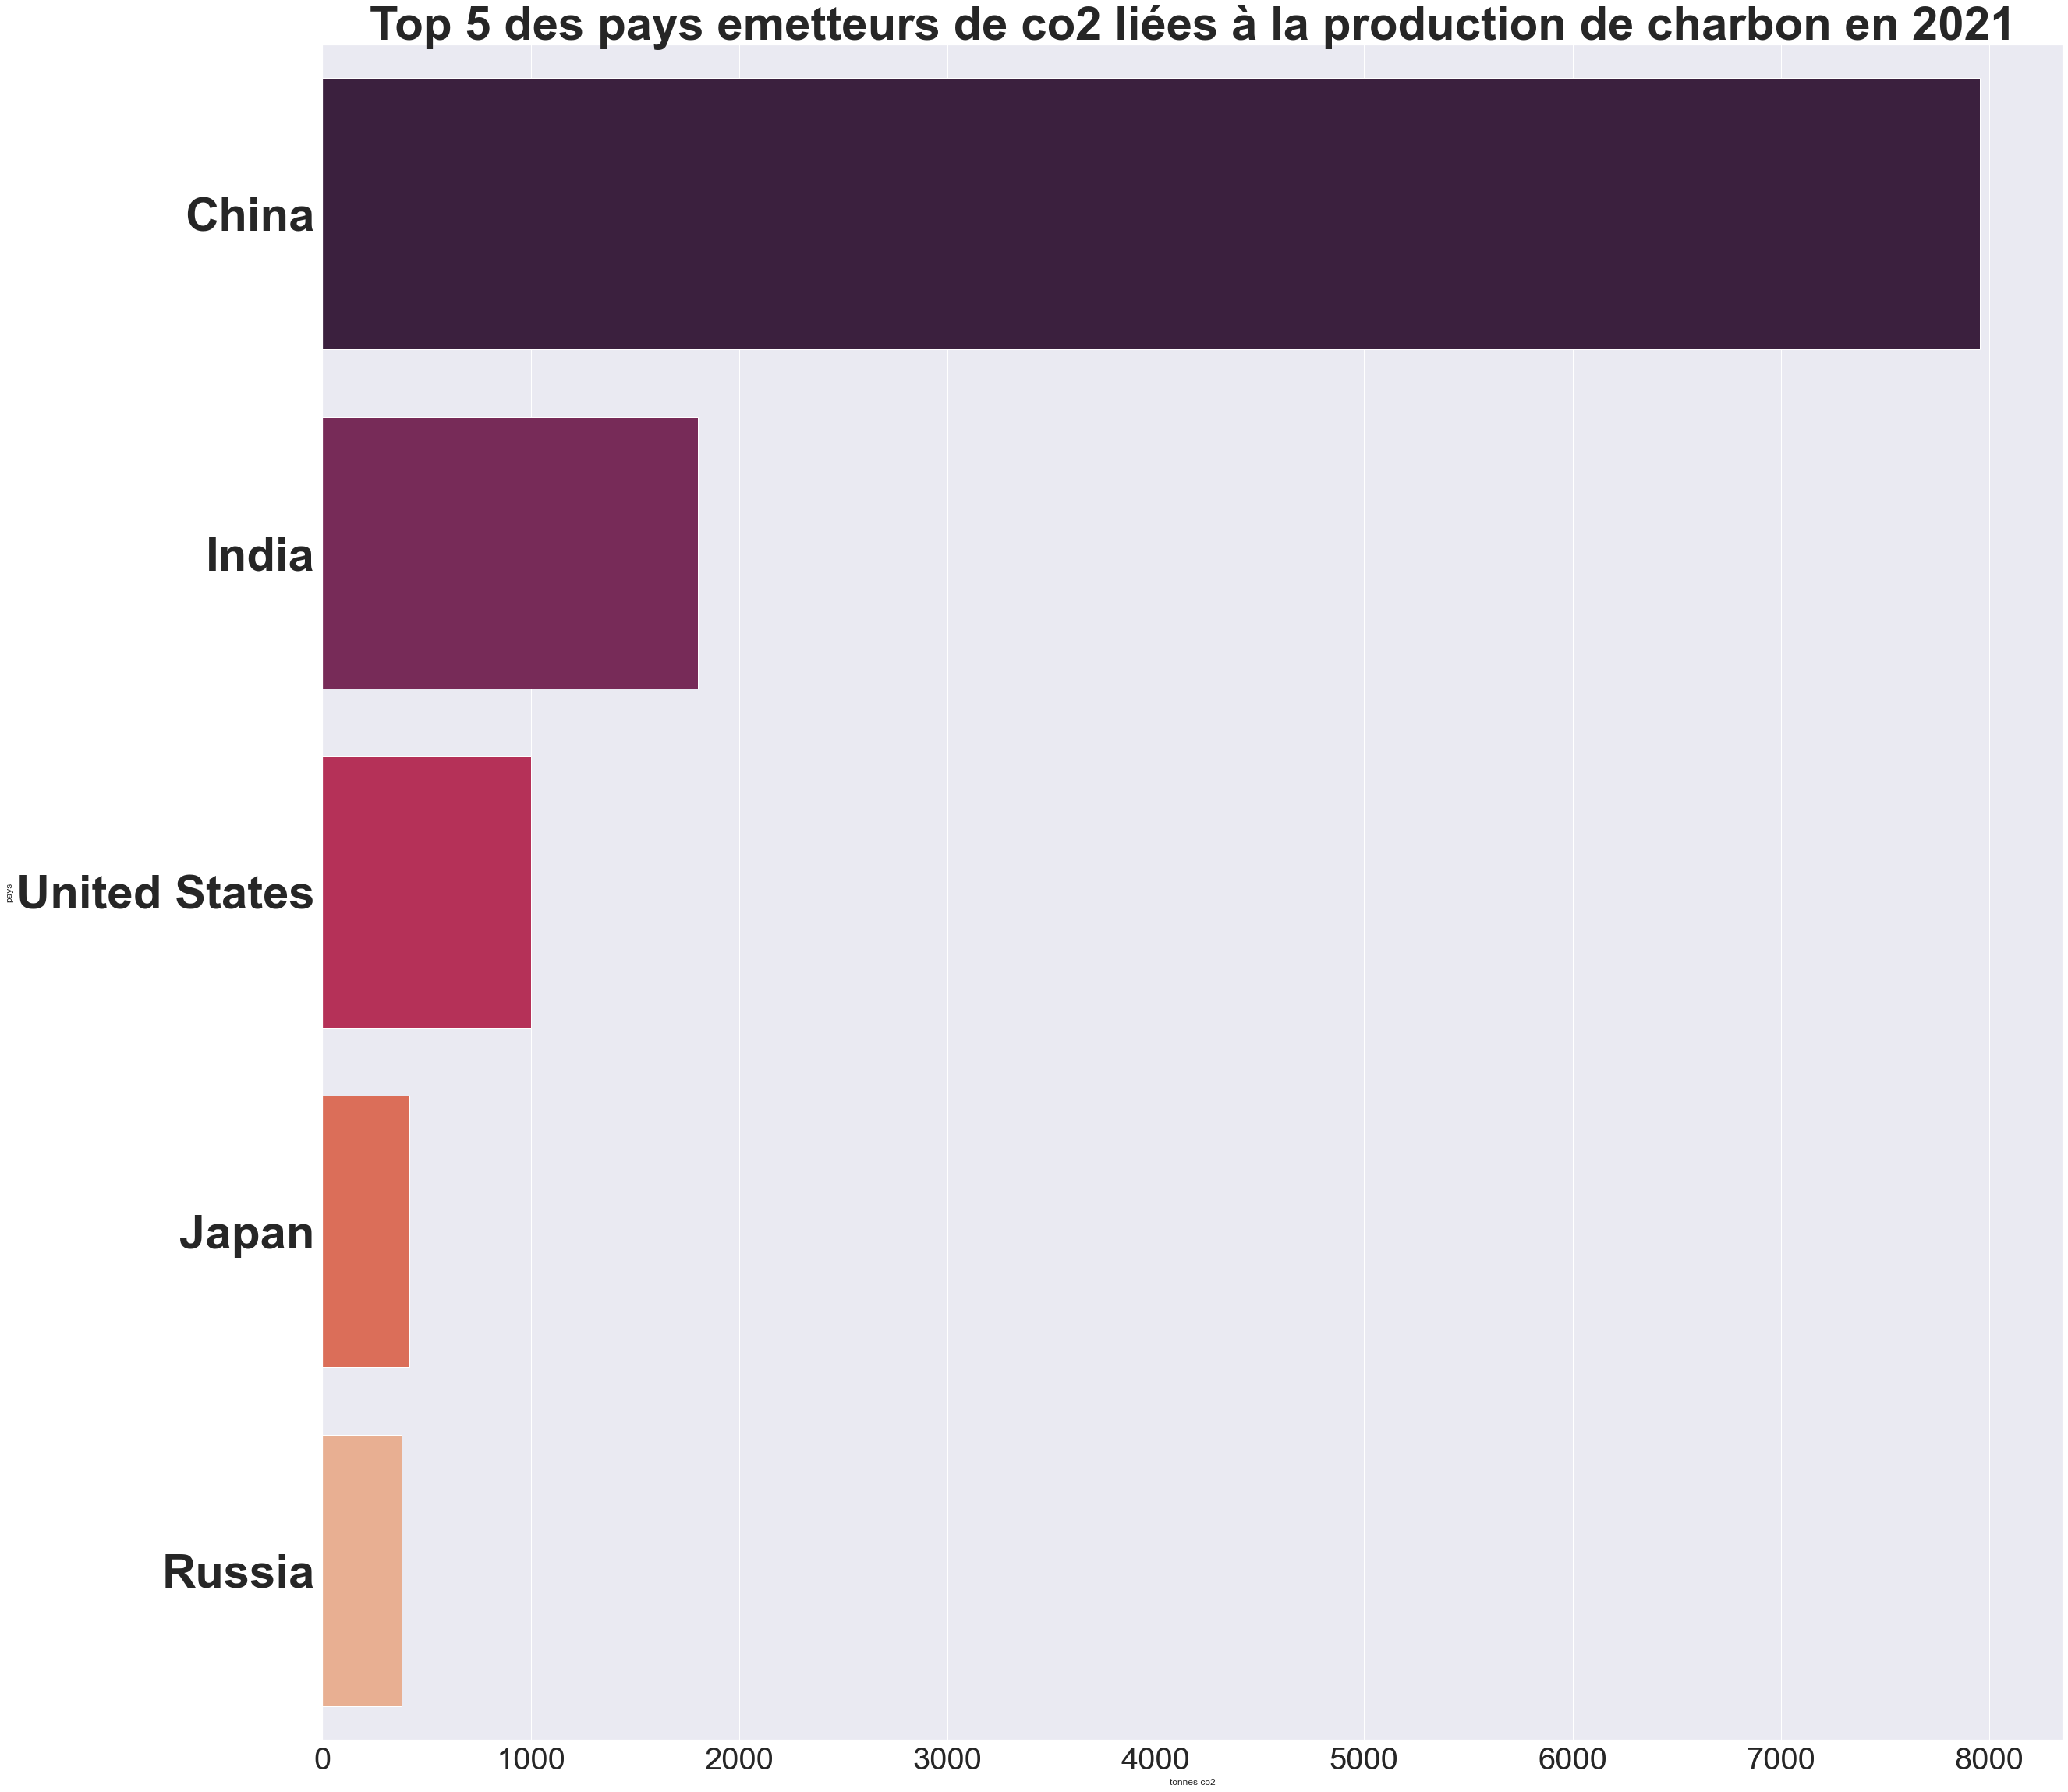 Top 5 des pays emetteurs de co2 liées à la production de charbon en 2021
China
India
United States
Japan
Russia
pays
0 1000 2000 3000 4000 5000 6000 7000 8000
tonnes co2